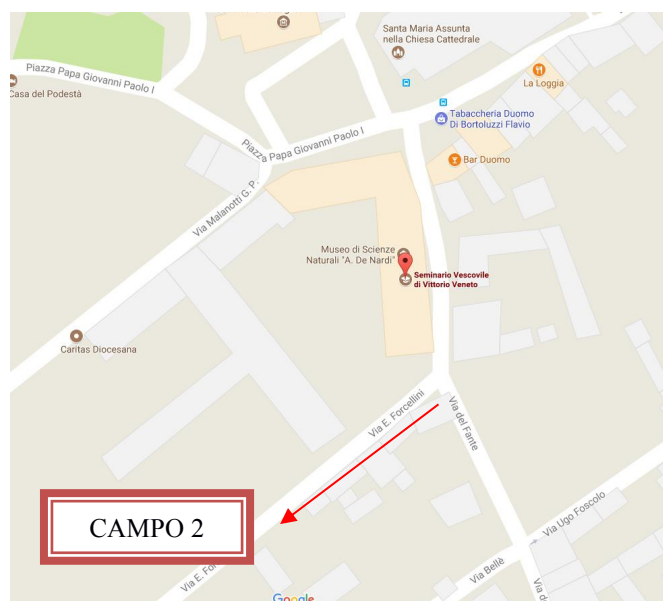 Santa Maria Assunta
nella Chiesa Cattedrale
Piazza Papa Giovanni Paolo I
Casa del Podestà
La Loggia
Tabaccheria Duomo
Di Bortoluzzi Flavio
Piazza Papa Giovanni Paolo I
Bar Duomo
Via Malanotti G. P.
Museo di Scienze
Naturali "A. De Nardi"
Seminario Vescovile
di Vittorio Veneto
Caritas Diocesana
Via E. Forcellini
Via del Fante
CAMPO 2
Via Ugo Foscolo
Via E.
Via Bellè
Google